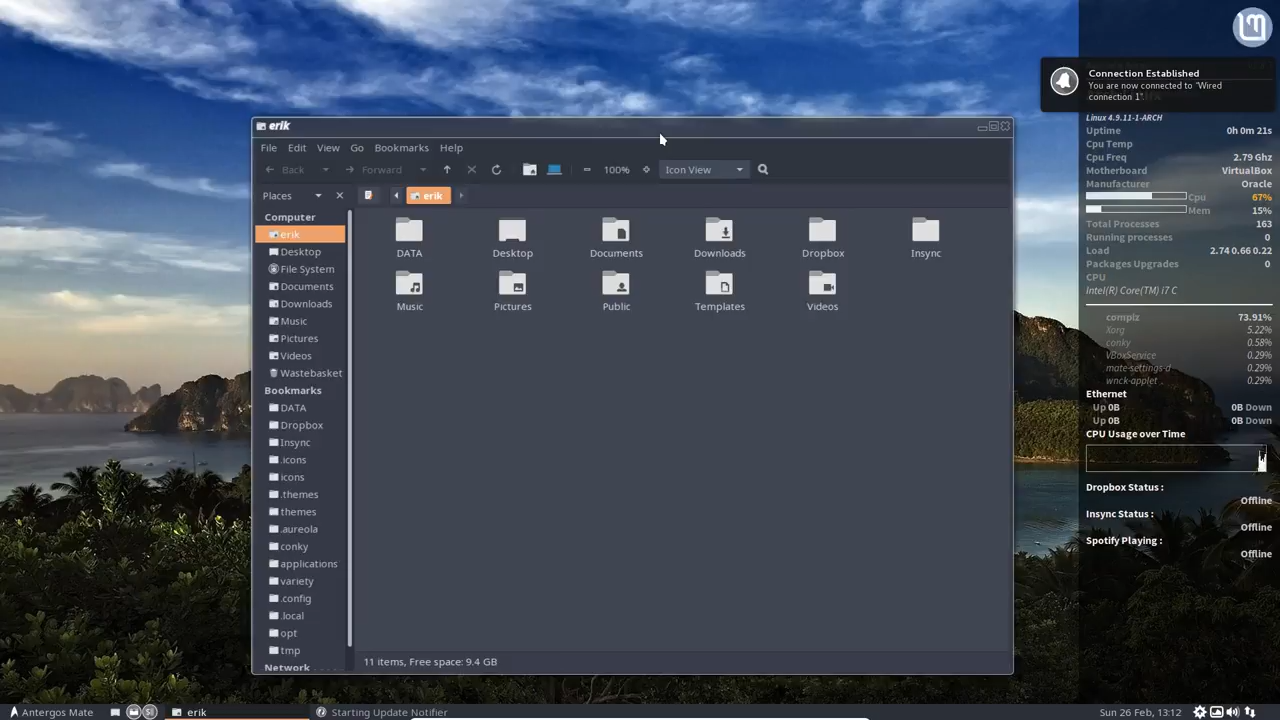 Connection Established
You are now connected to "Wired
connection 1".
erik
File Edit View Go Bookmarks Help
Back Forward 100% Icon View
Places erik
Computer
erik
Desktop
File System
Documents
Downloads
Music
Pictures
Videos
Wastebasket
Bookmarks
DATA
Dropbox
Insync
.icons
icons
.themes
themes
.aureola
conky
applications
variety
.config
.local
opt
tmp
Network
DATA Desktop Documents Downloads Dropbox Insync
Music Pictures Public Templates Videos
11 items, Free space: 9.4 GB
Linux 4.9.11-1-ARCH
Uptime 0h 0m 21s
Cpu Temp
Cpu Freq 2.79 Ghz
Motherboard VirtualBox
Manufacturer Oracle
Cpu 67%
Mem 15%
Total Processes 163
Running processes 0
Load 2.74 0.66 0.22
Packages Upgrades 0
CPU
Intel(R) Core(TM) i7 C
compiz 73.91%
Xorg 5.22%
conky 0.58%
VBoxService 0.29%
mate-settings-d 0.29%
wnck-applet 0.29%
Ethernet
Up 0B 0B Down
Up 0B 0B Down
CPU Usage over Time
Dropbox Status :
Offline
Insync Status :
Offline
Spotify Playing :
Offline
Antergos Mate erik Starting Update Notifier Sun 26 Feb, 13:12